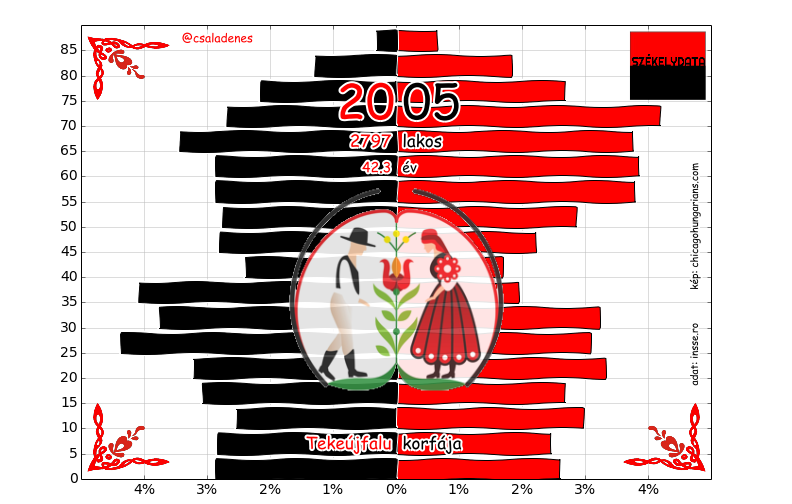 @csaladenes
SZÉKELYDATA
2005
2797 lakos
42.3 év
kép: chicagohungarians.com
adat: insse.ro
Tekeújfalu korfája
85
80
75
70
65
60
55
50
45
40
35
30
25
20
15
10
5
0
4% 3% 2% 1% 0% 1% 2% 3% 4%